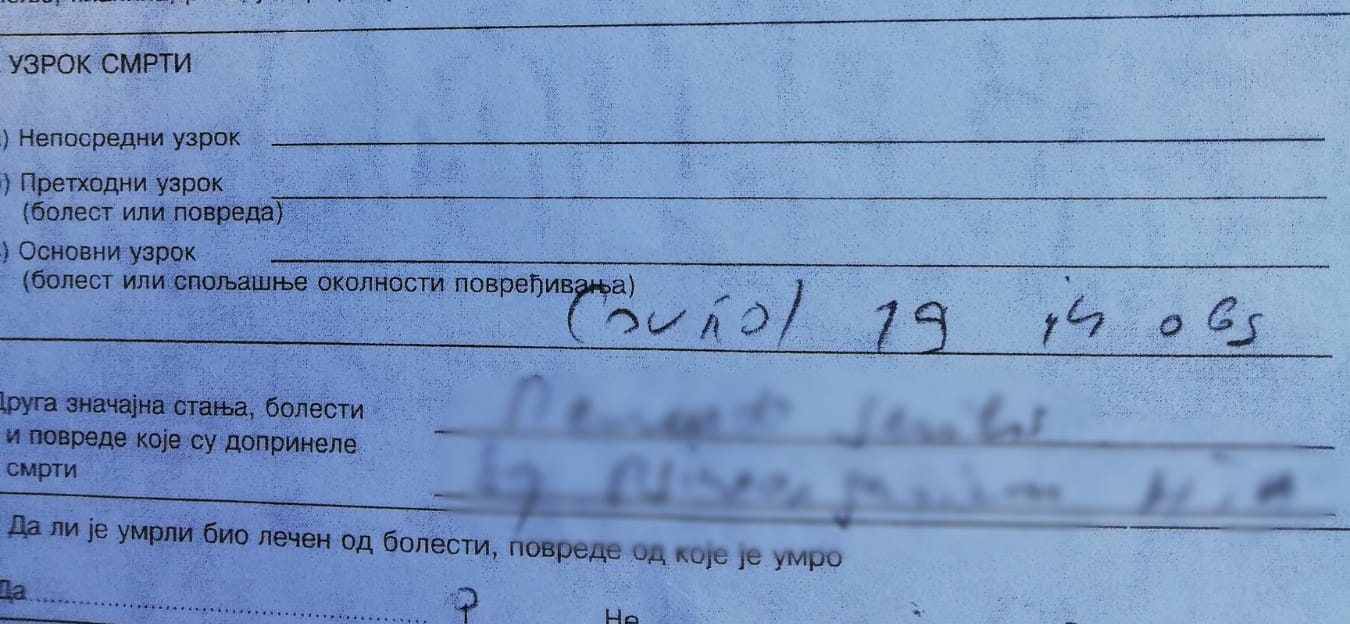 УЗРОК СМРТИ
) Непосредни узрок
) Претходни узрок
(болест или повреда)
) Основни узрок
(болест или спољашње околности повређивања)
Covid 19 in obs
Друга значајна стања, болести
и повреде које су допринеле
смрти
Да ли је умрли био лечен од болести, повреде од које је умро
Да ?
Не